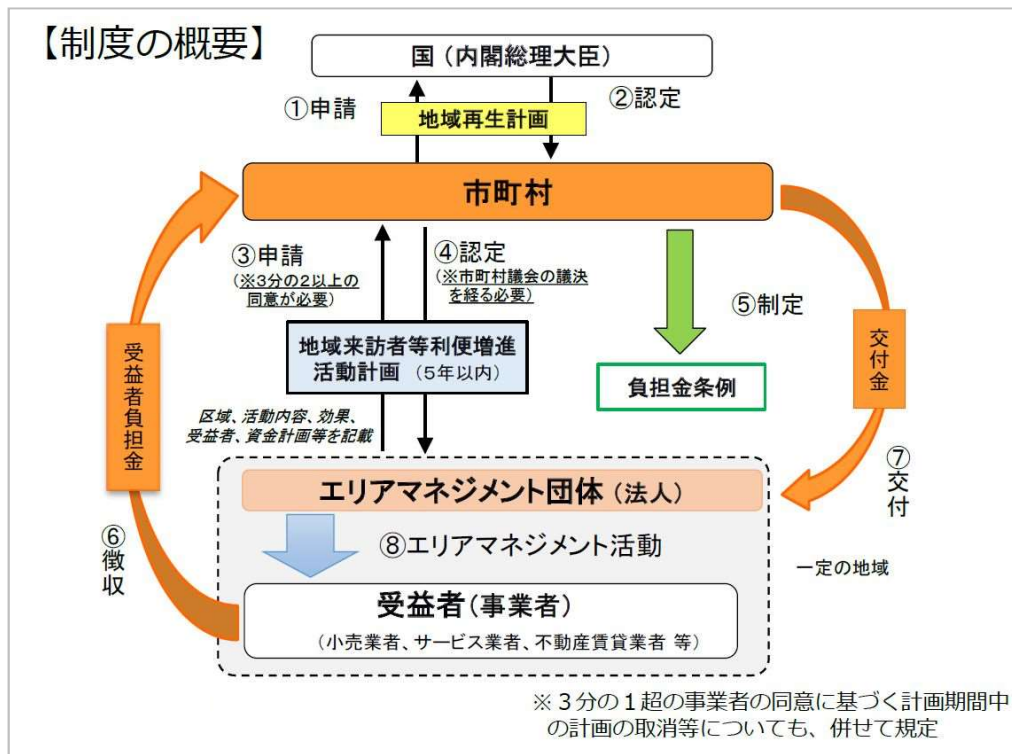 【制度の概要】
国（内閣総理大臣）
①申請
②認定
地域再生計画
市町村
③申請
（※3分の2以上の
同意が必要）
④認定
（※市町村議会の議決
を経る必要）
⑤制定
地域来訪者等利便増進
活動計画（5年以内）
負担金条例
受益者負担金
交付金
区域、活動内容、効果、
受益者、資金計画等を記載
エリアマネジメント団体（法人）
⑦交付
⑥徴収
⑧エリアマネジメント活動
一定の地域
受益者（事業者）
（小売業者、サービス業者、不動産賃貸業者 等）
※３分の１超の事業者の同意に基づく計画期間中
の計画の取消等についても、併せて規定